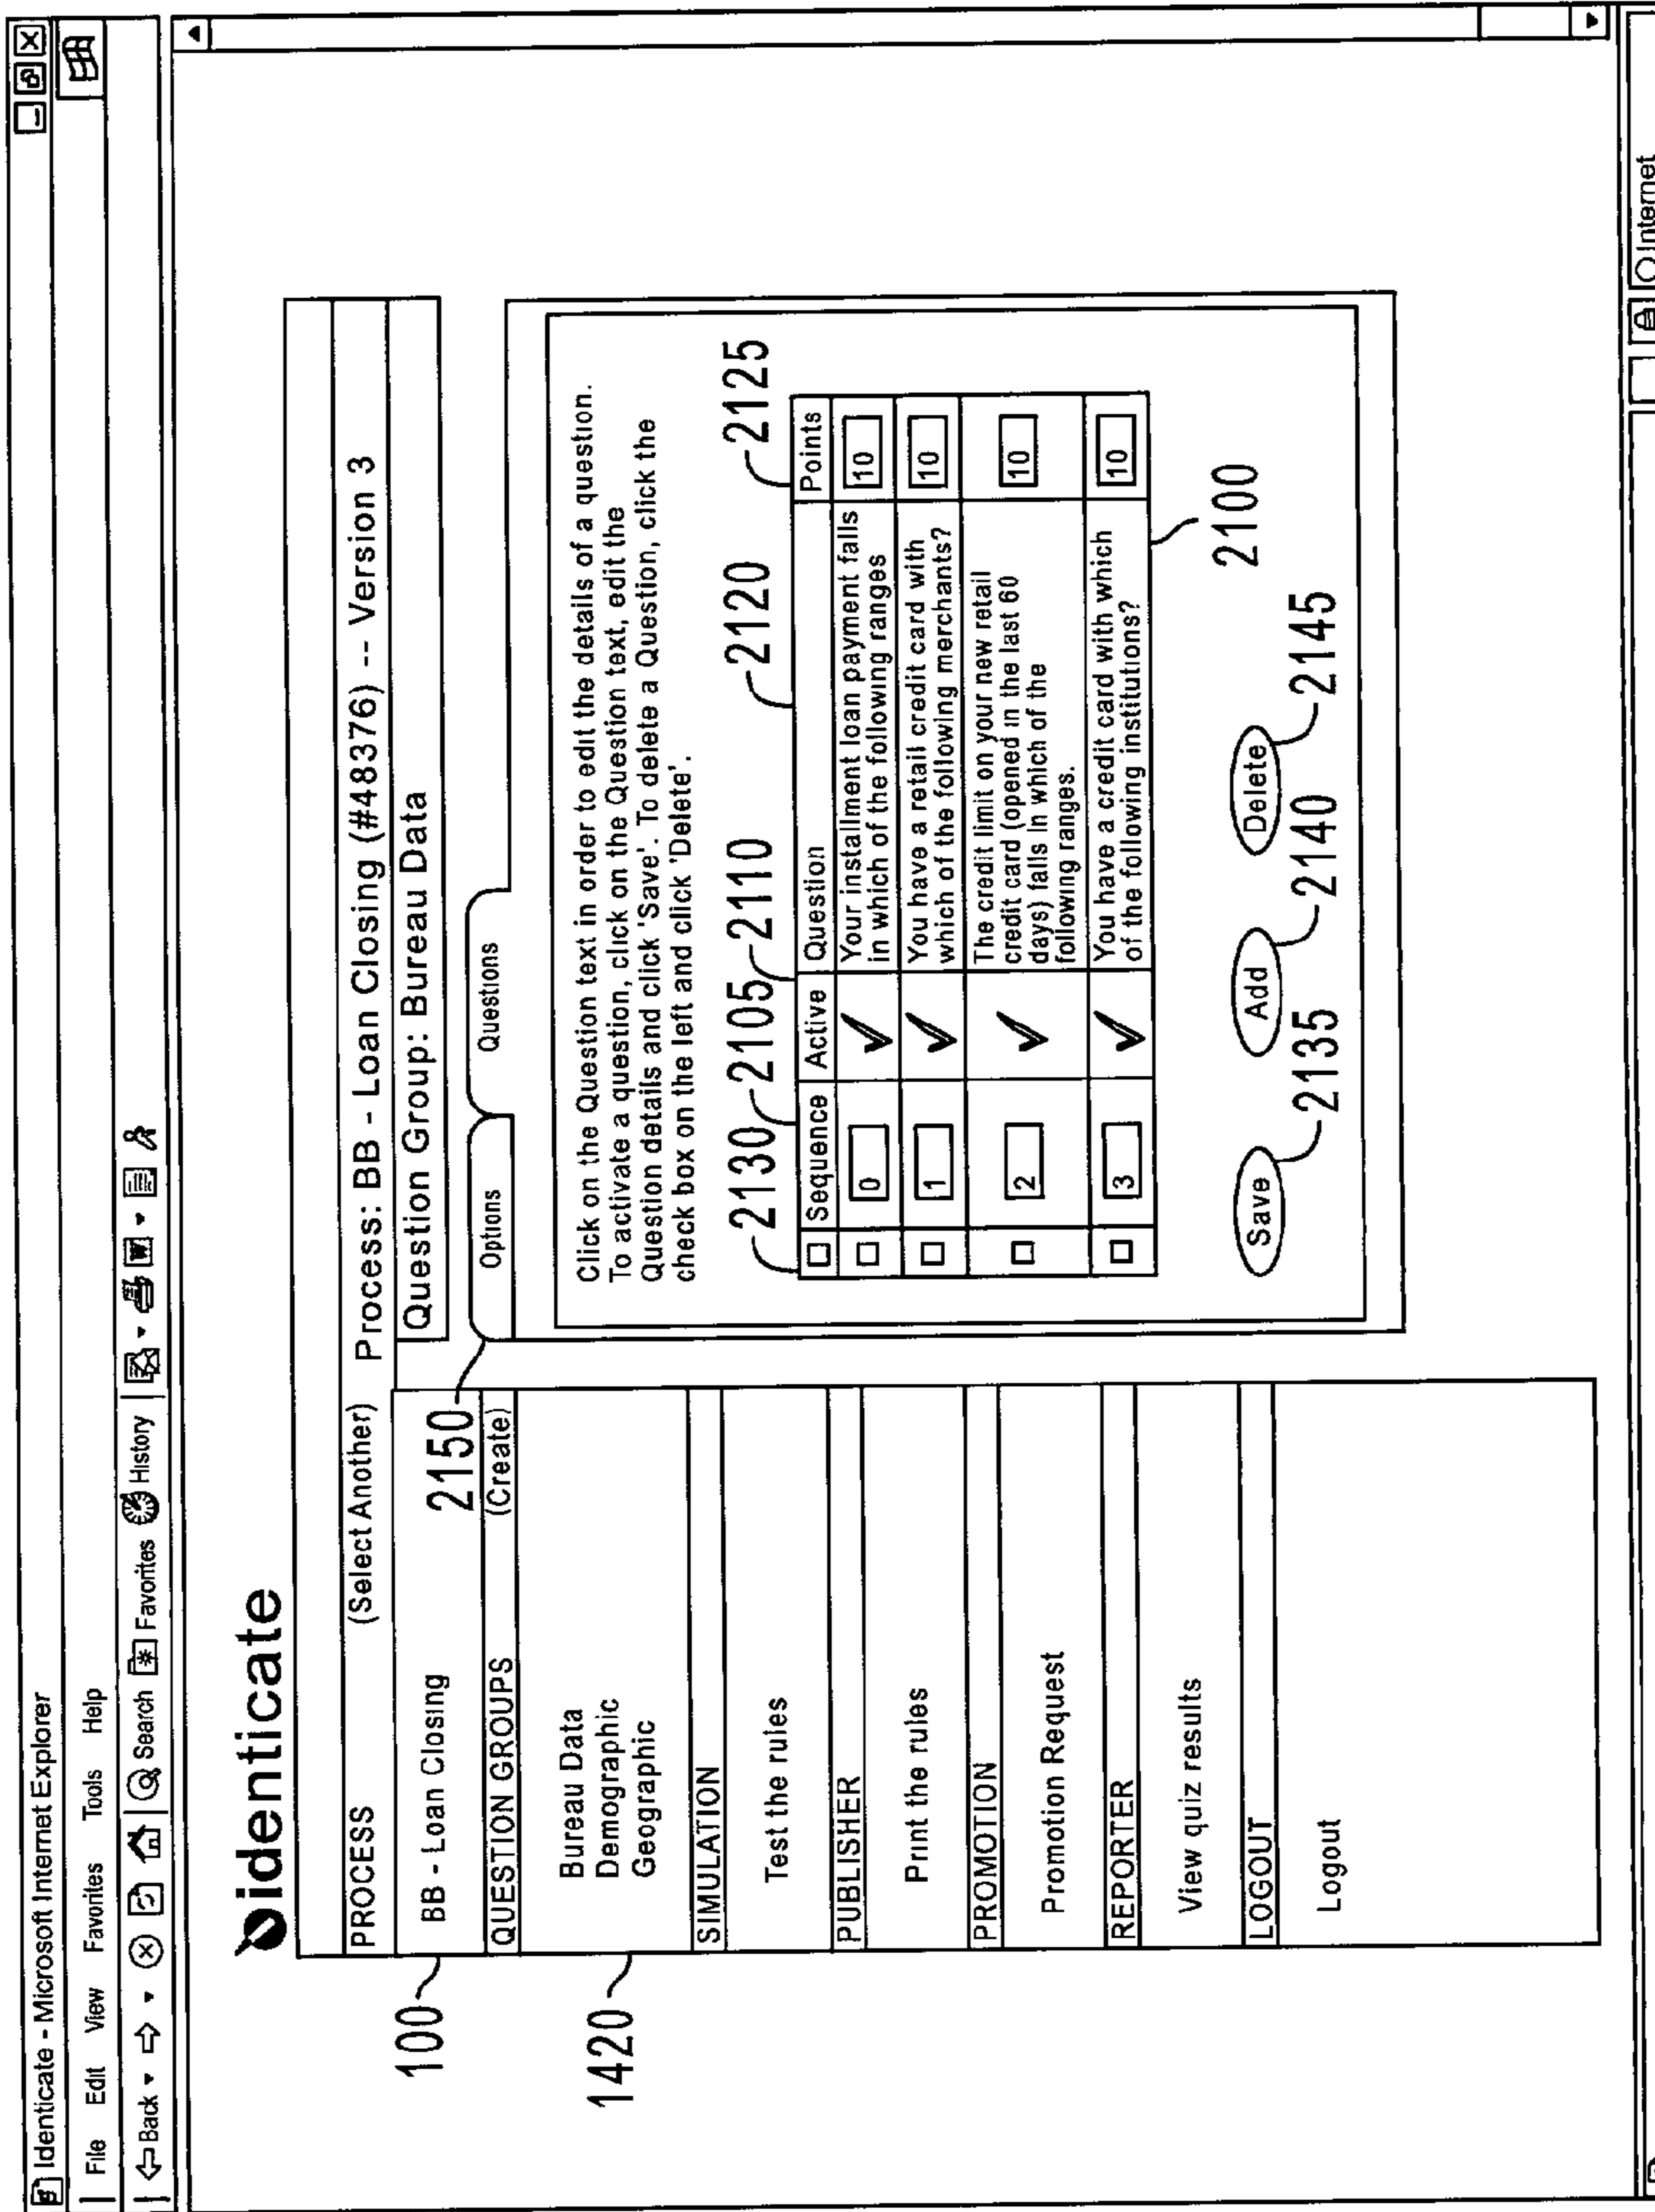 Identicate - Microsoft Internet Explorer
File Edit View Favorites Tools Help
Back Search Favorites History
identicate
PROCESS (Select Another) Process: BB - Loan Closing (#48376) -- Version 3
100 BB - Loan Closing
Question Group: Bureau Data
2150
QUESTION GROUPS (Create)
Options Questions
1420
Bureau Data
Demographic
Geographic
SIMULATION
Test the rules
PUBLISHER
Print the rules
PROMOTION
Promotion Request
REPORTER
View quiz results
LOGOUT
Logout
Click on the Question text in order to edit the details of a question.
To activate a question, click on the Question text, edit the
Question details and click 'Save'. To delete a Question, click the
check box on the left and click 'Delete'.
2130 2105 2110 2120 2125
Sequence Active Question Points
0 Your installment loan payment falls 10
in which of the following ranges
1 You have a retail credit card with 10
which of the following merchants?
2 The credit limit on your new retail 10
credit card (opened in the last 60
days) falls in which of the
following ranges.
3 You have a credit card with which 10
of the following institutions?
2100
Save Add Delete
2135 2140 2145
Internet